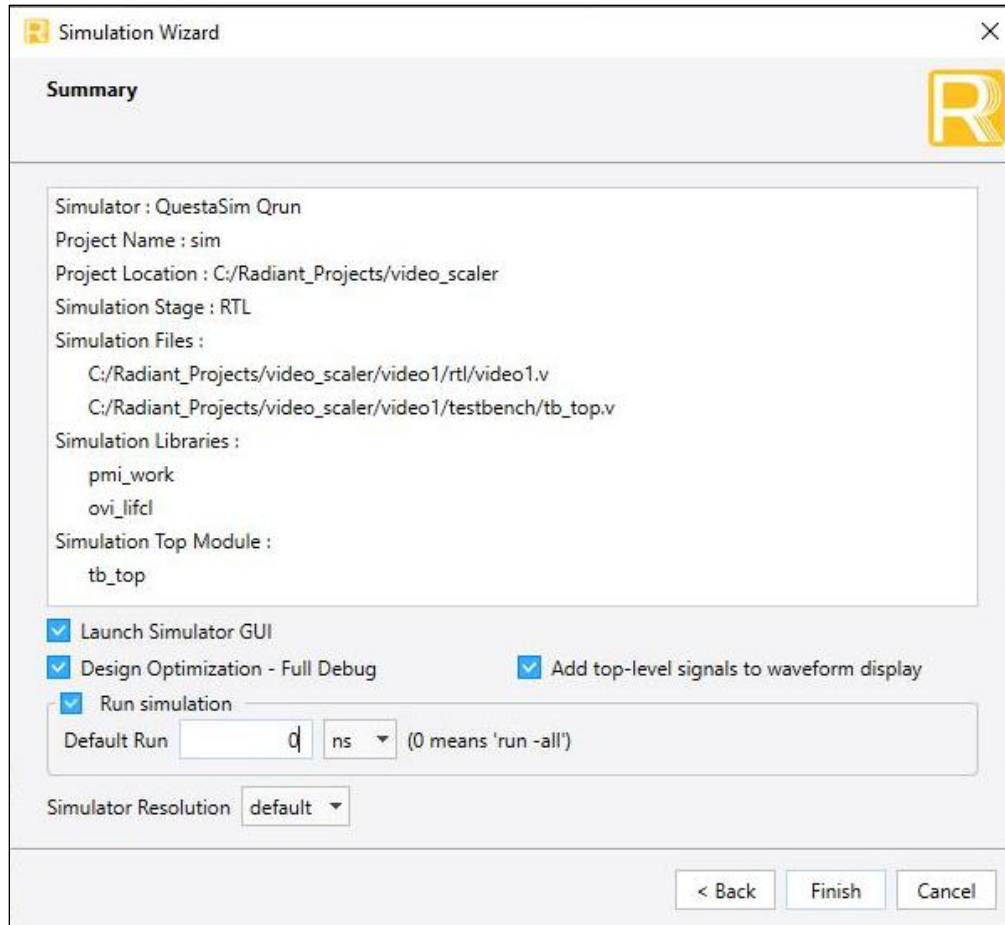 Simulation Wizard
Summary
R
Simulator : QuestaSim Qrun
Project Name : sim
Project Location : C:/Radiant_Projects/video_scaler
Simulation Stage : RTL
Simulation Files :
C:/Radiant_Projects/video_scaler/video1/rtl/video1.v
C:/Radiant_Projects/video_scaler/video1/testbench/tb_top.v
Simulation Libraries :
pmi_work
ovi_lifcl
Simulation Top Module :
tb_top
Launch Simulator GUI
Design Optimization - Full Debug Add top-level signals to waveform display
Run simulation
Default Run 0 ns (0 means 'run -all')
Simulator Resolution default
< Back Finish Cancel